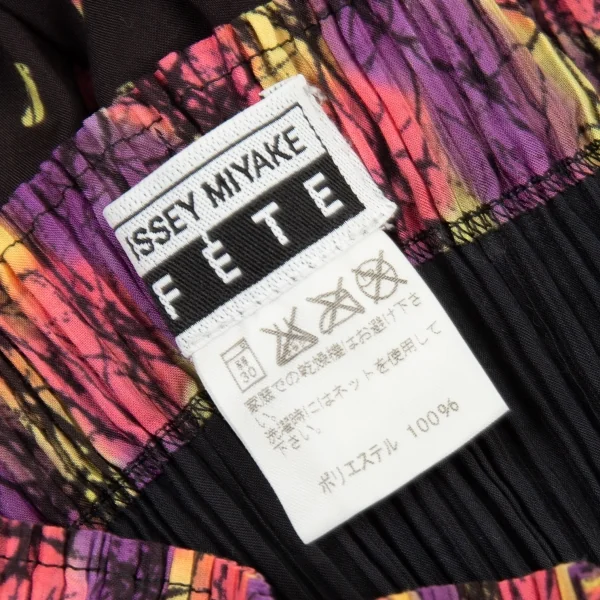 ISSEY MIYAKE
FÊTE
弱
30
家庭での乾燥機はお避け下さ
い。
洗濯時にはネットを使用して
下さい。
ポリエステル 100%